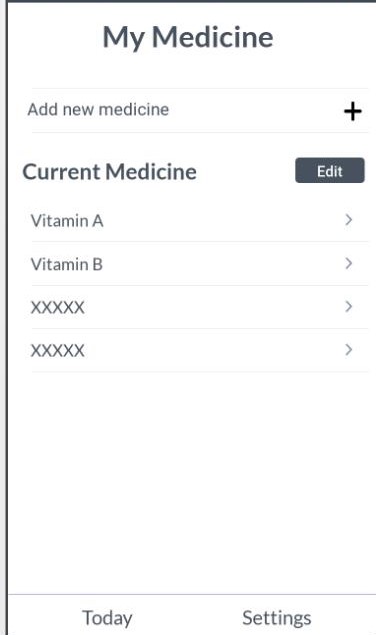 My Medicine
Add new medicine
Current Medicine Edit
Vitamin A
Vitamin B
XXXXX
XXXXX
Today Settings